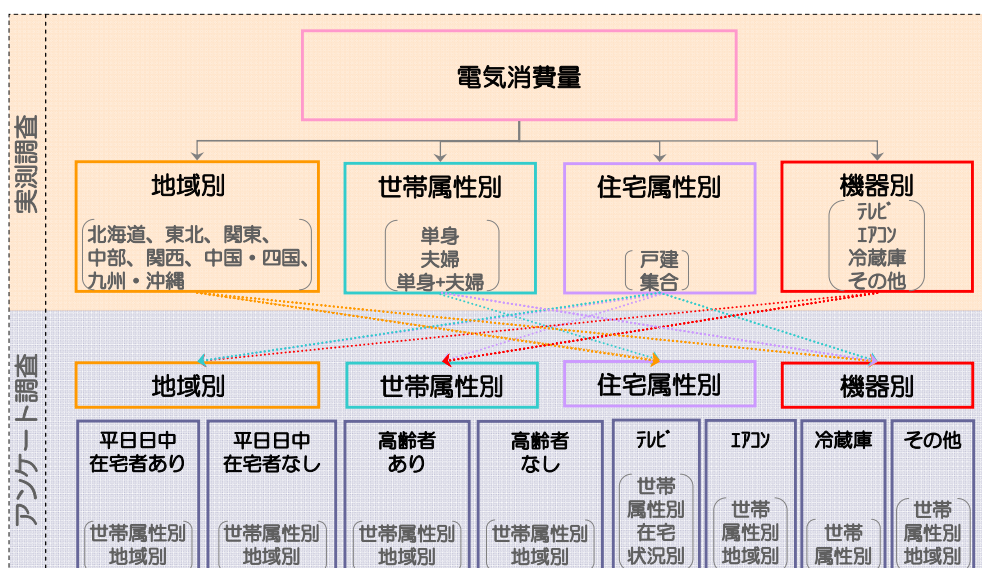 電気消費量
実測調査
地域別
北海道、東北、関東、
中部、関西、中国・四国、
九州・沖縄
世帯属性別
単身
夫婦
単身+夫婦
住宅属性別
戸建
集合
機器別
テレビ
エアコン
冷蔵庫
その他
アンケート調査
地域別
世帯属性別
住宅属性別
機器別
平日日中
在宅者あり
世帯属性別
地域別
平日日中
在宅者なし
世帯属性別
地域別
高齢者
あり
世帯属性別
地域別
高齢者
なし
世帯属性別
地域別
テレビ
世帯
属性別
在宅
状況別
エアコン
世帯
属性別
地域別
冷蔵庫
世帯
属性別
その他
世帯
属性別
地域別